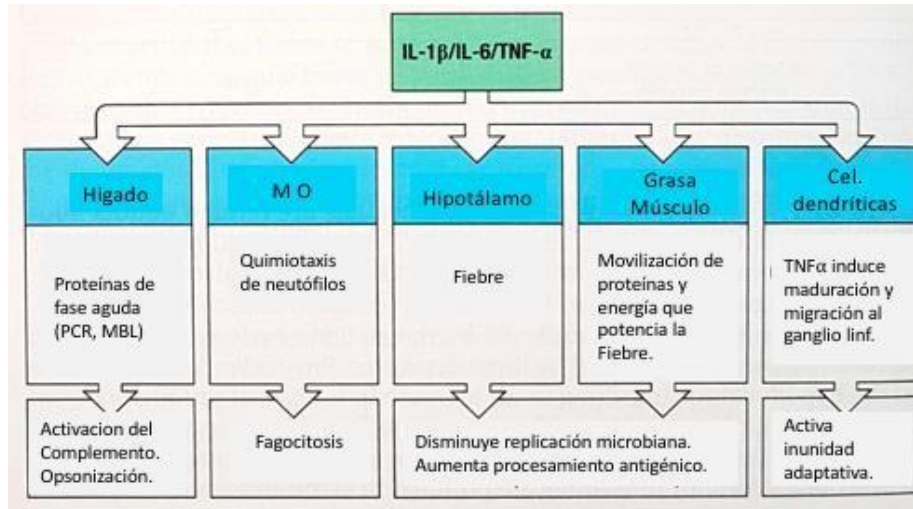 IL-1β/IL-6/TNF-α
Higado
M O
Hipotálamo
Grasa
Músculo
Cel.
dendríticas
Proteínas de
fase aguda
(PCR, MBL)
Quimiotaxis
de neutófilos
Fiebre
Movilización de
proteínas y
energía que
potencia la
Fiebre.
TNFα induce
maduración y
migración al
ganglio linf.
Activacion del
Complemento.
Opsonización.
Fagocitosis
Disminuye replicación microbiana.
Aumenta procesamiento antigénico.
Activa
inunidad
adaptativa.